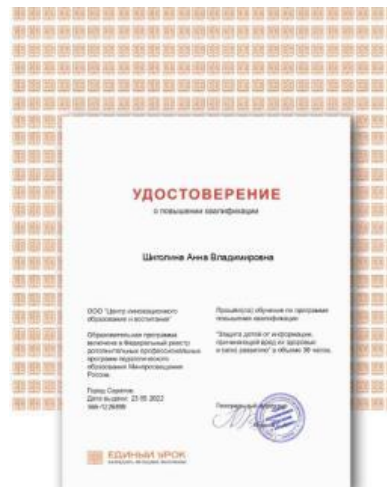 УДОСТОВЕРЕНИЕ
о повышении квалификации
Шитолина Анна Владимировна
ООО "Центр инновационного
образования и воспитания"
Образовательная программа
включена в Федеральный реестр
дополнительных профессиональных
программ педагогического
образования Минпросвещения
России.
Город Саратов
Дата выдачи: 23.05.2022
Прошел(а) обучение по программе
повышения квалификации
"Защита детей от информации,
причиняющей вред их здоровью
и (или) развитию" в объеме 36 часов.
Генеральный
ЕДИНЫЙ УРОК